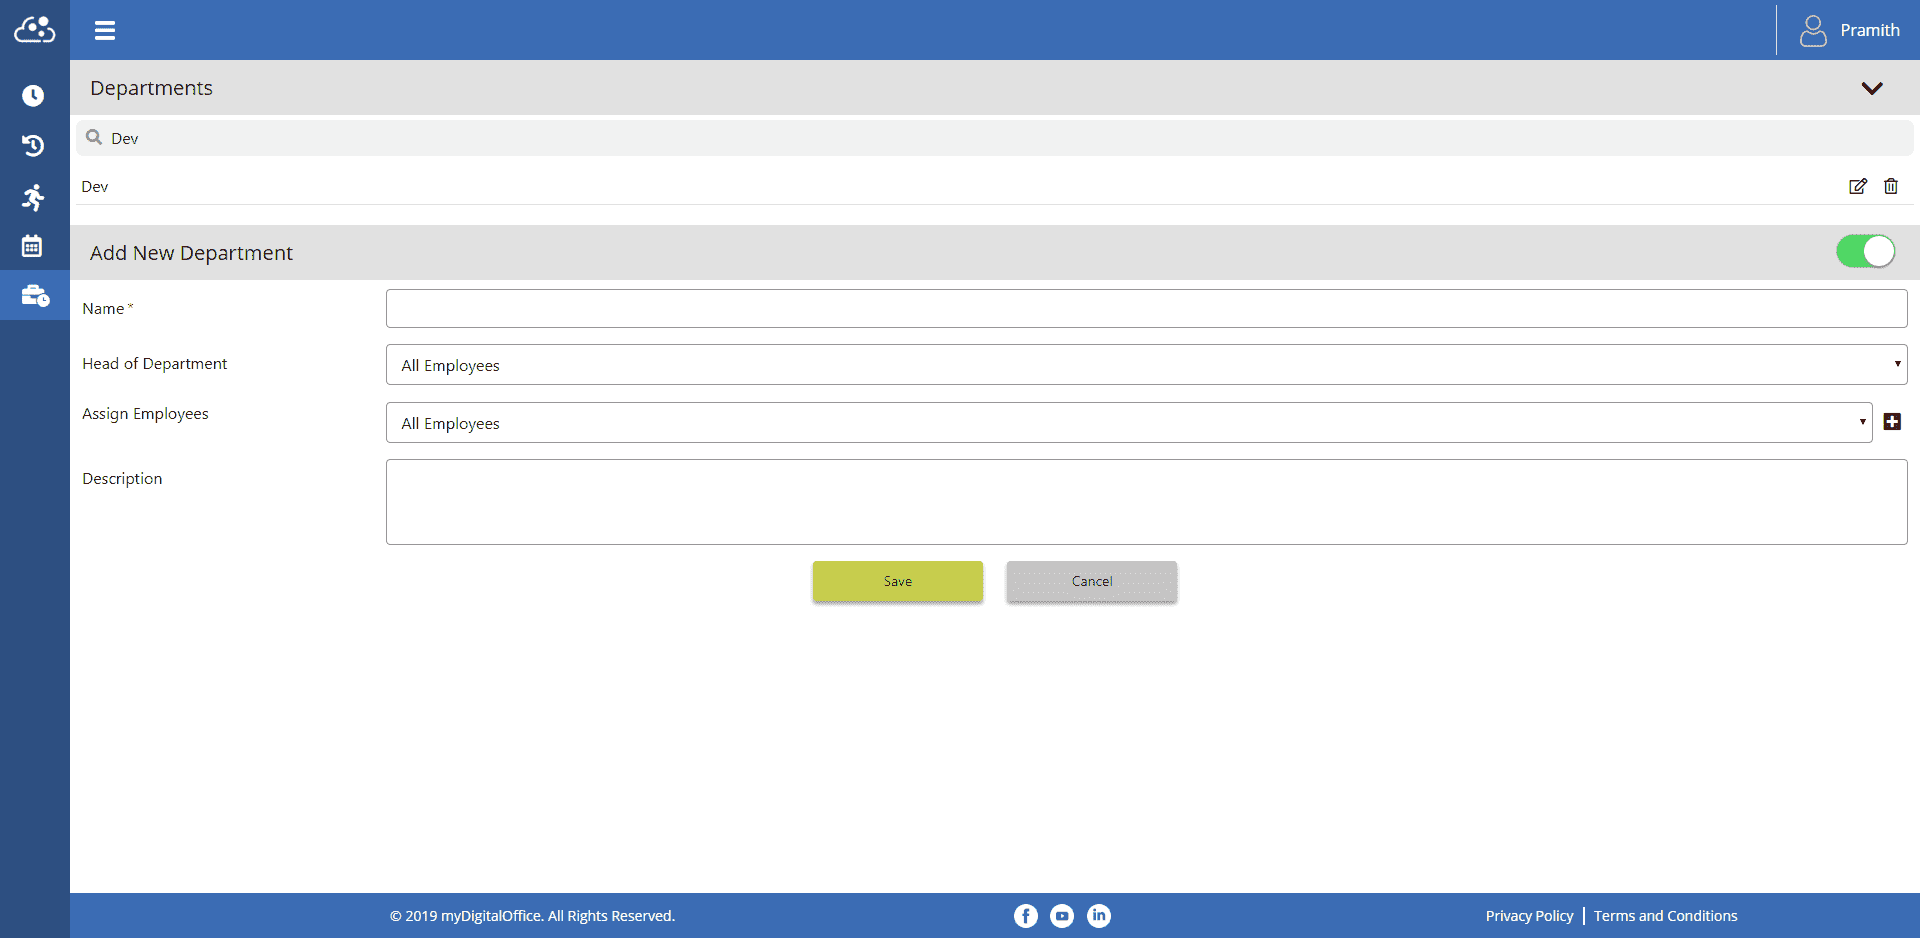 Pramith
Departments
Dev
Dev
Add New Department
Name *
Head of Department
All Employees
Assign Employees
All Employees
Description
Save
Cancel
© 2019 myDigitalOffice. All Rights Reserved.
Privacy Policy | Terms and Conditions